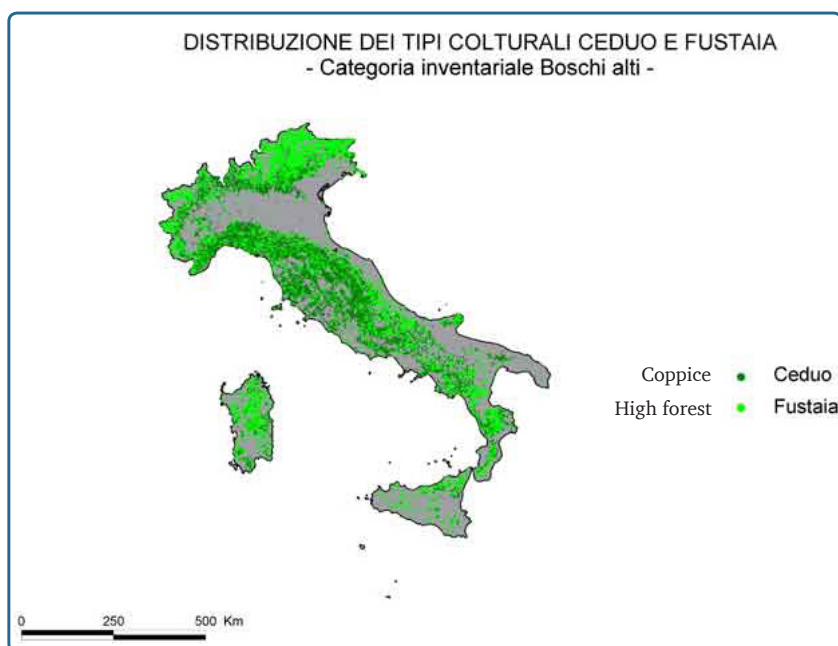 DISTRIBUZIONE DEI TIPI COLTURALI CEDUO E FUSTAIA
- Categoria inventariale Boschi alti -
Coppice Ceduo
High forest Fustaia
0 250 500 Km